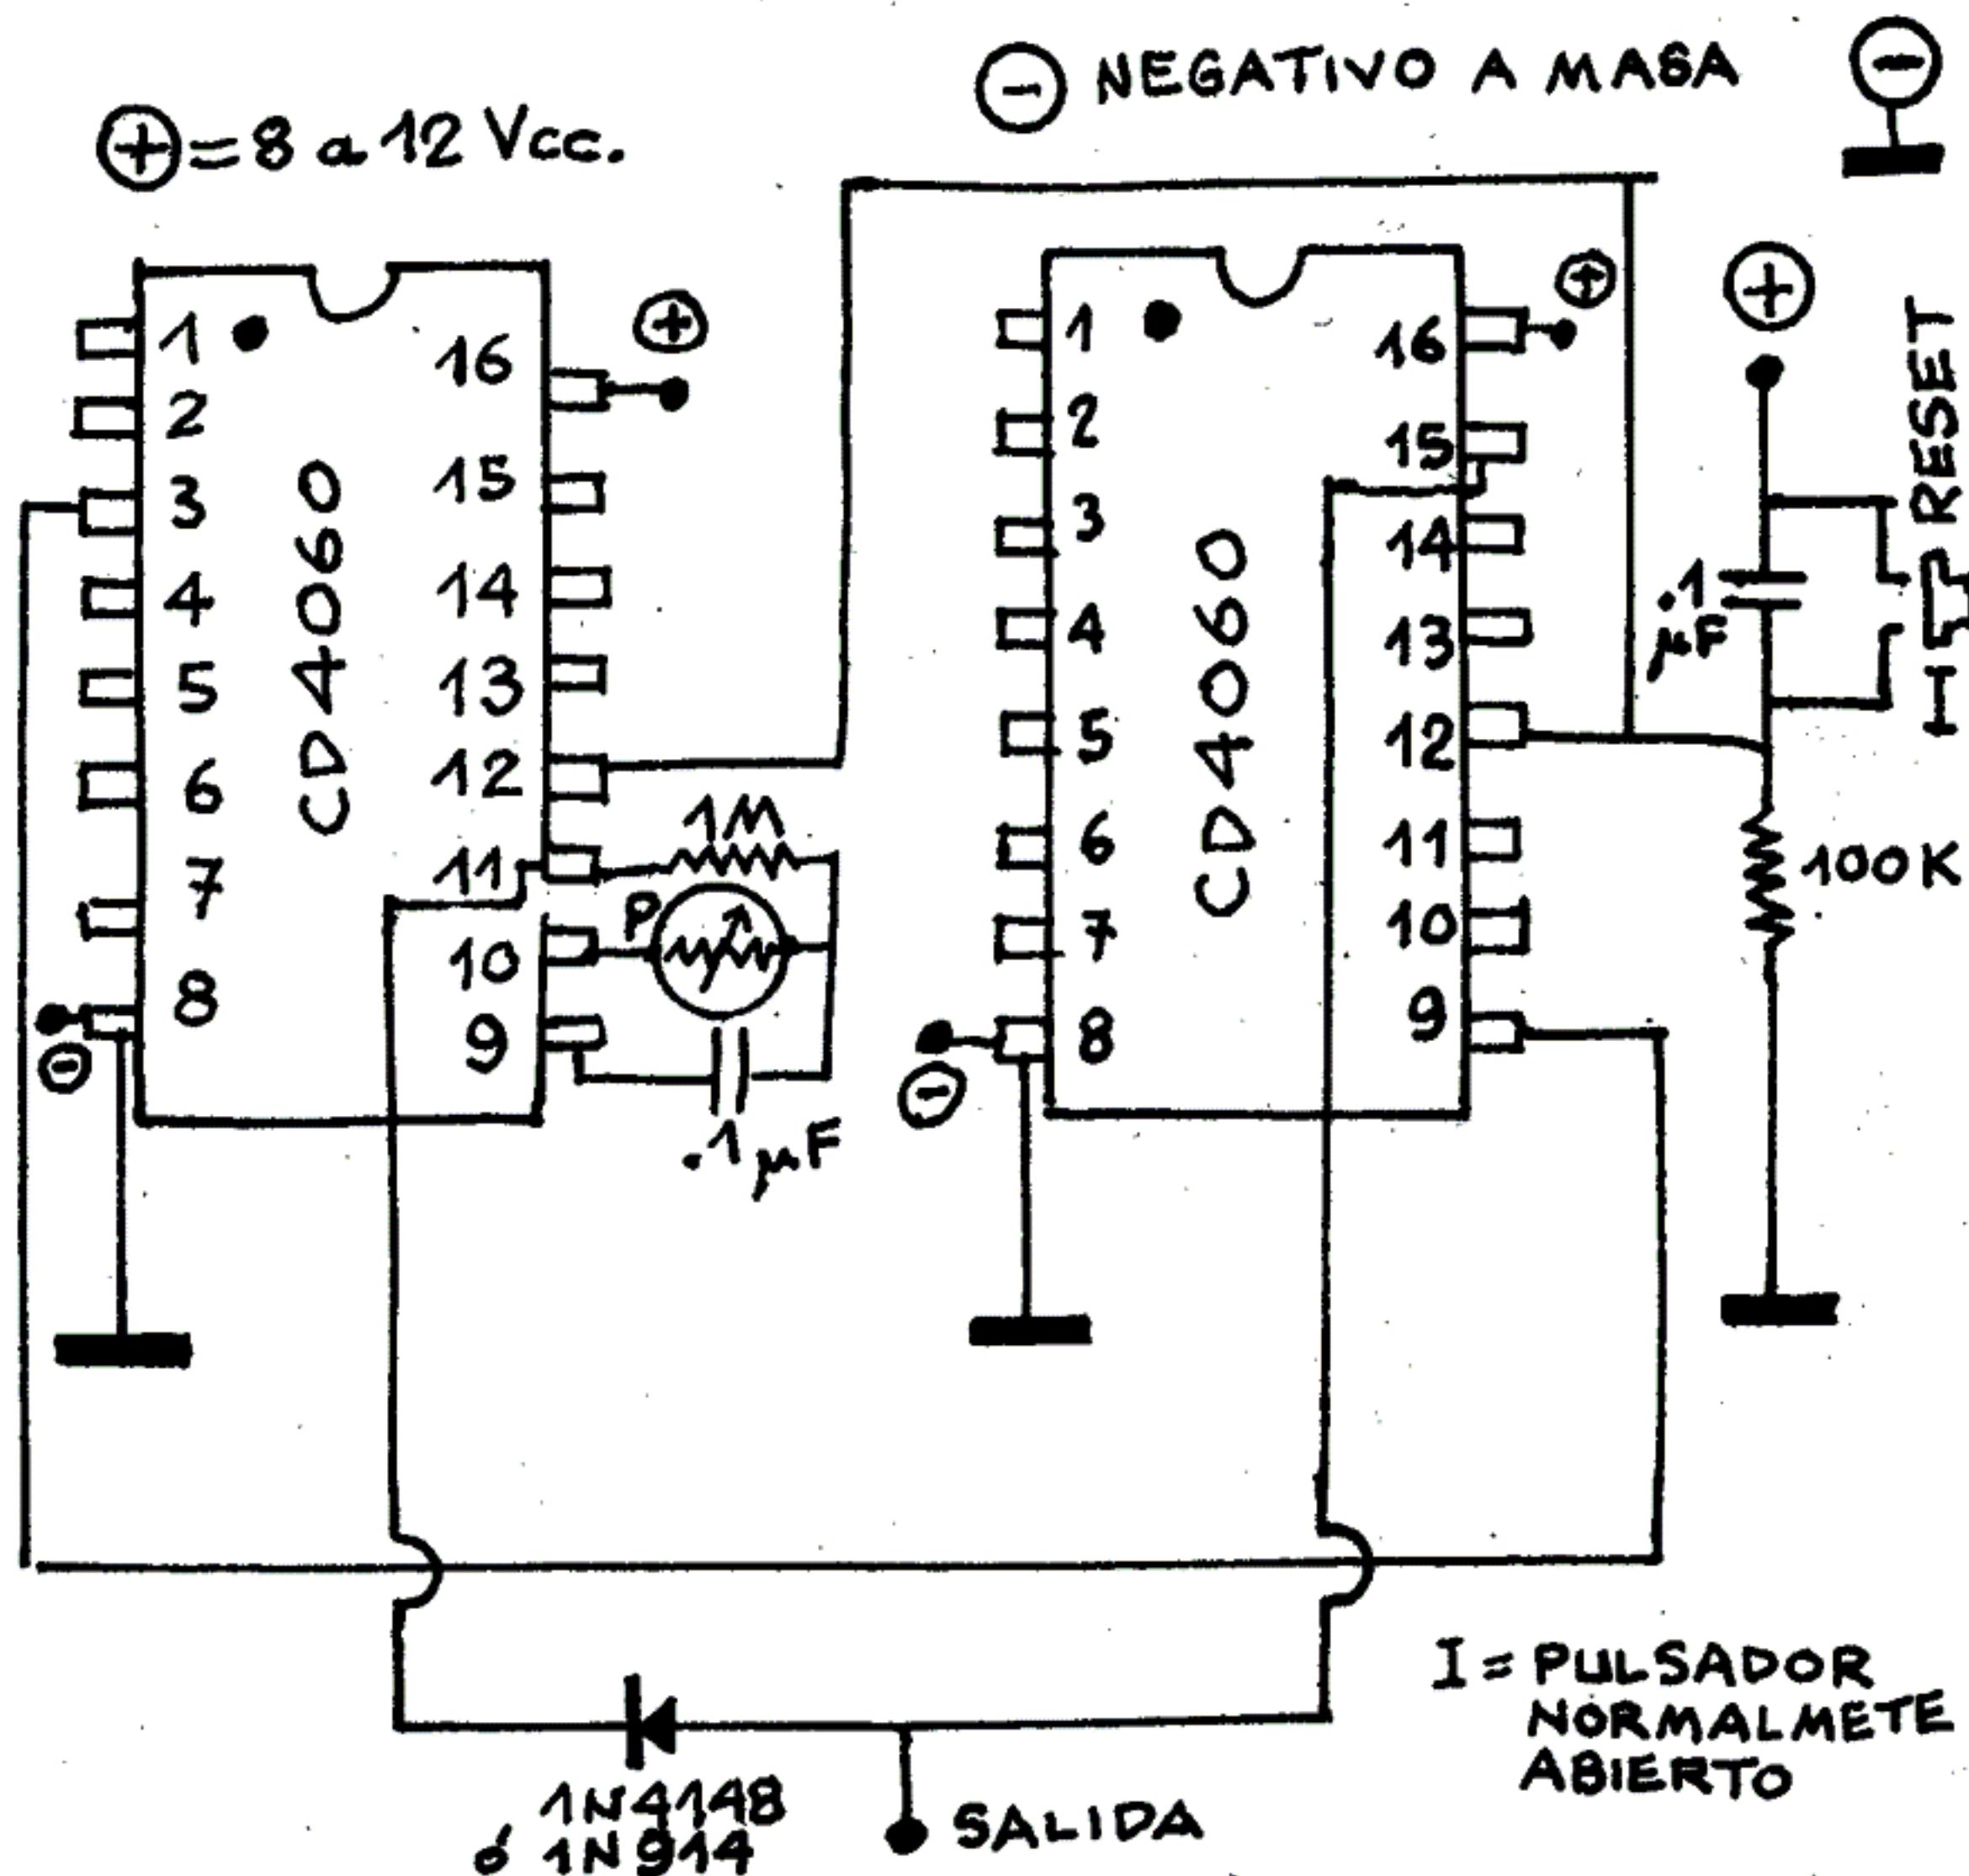 ⊖ NEGATIVO A MASA
⊖
⊕ = 8 a 12 Vcc.
1
2
3
4
5
6
7
8
⊖
CD4060
16
15
14
13
12
11
10
9
⊕
1M
P
.1 µF
1
2
3
4
5
6
7
8
⊖
CD4060
16
15
14
13
12
11
10
9
⊕
⊕
.1
µF
I RESET
100K
1N4148
ó 1N914
SALIDA
I = PULSADOR
NORMALMETE
ABIERTO